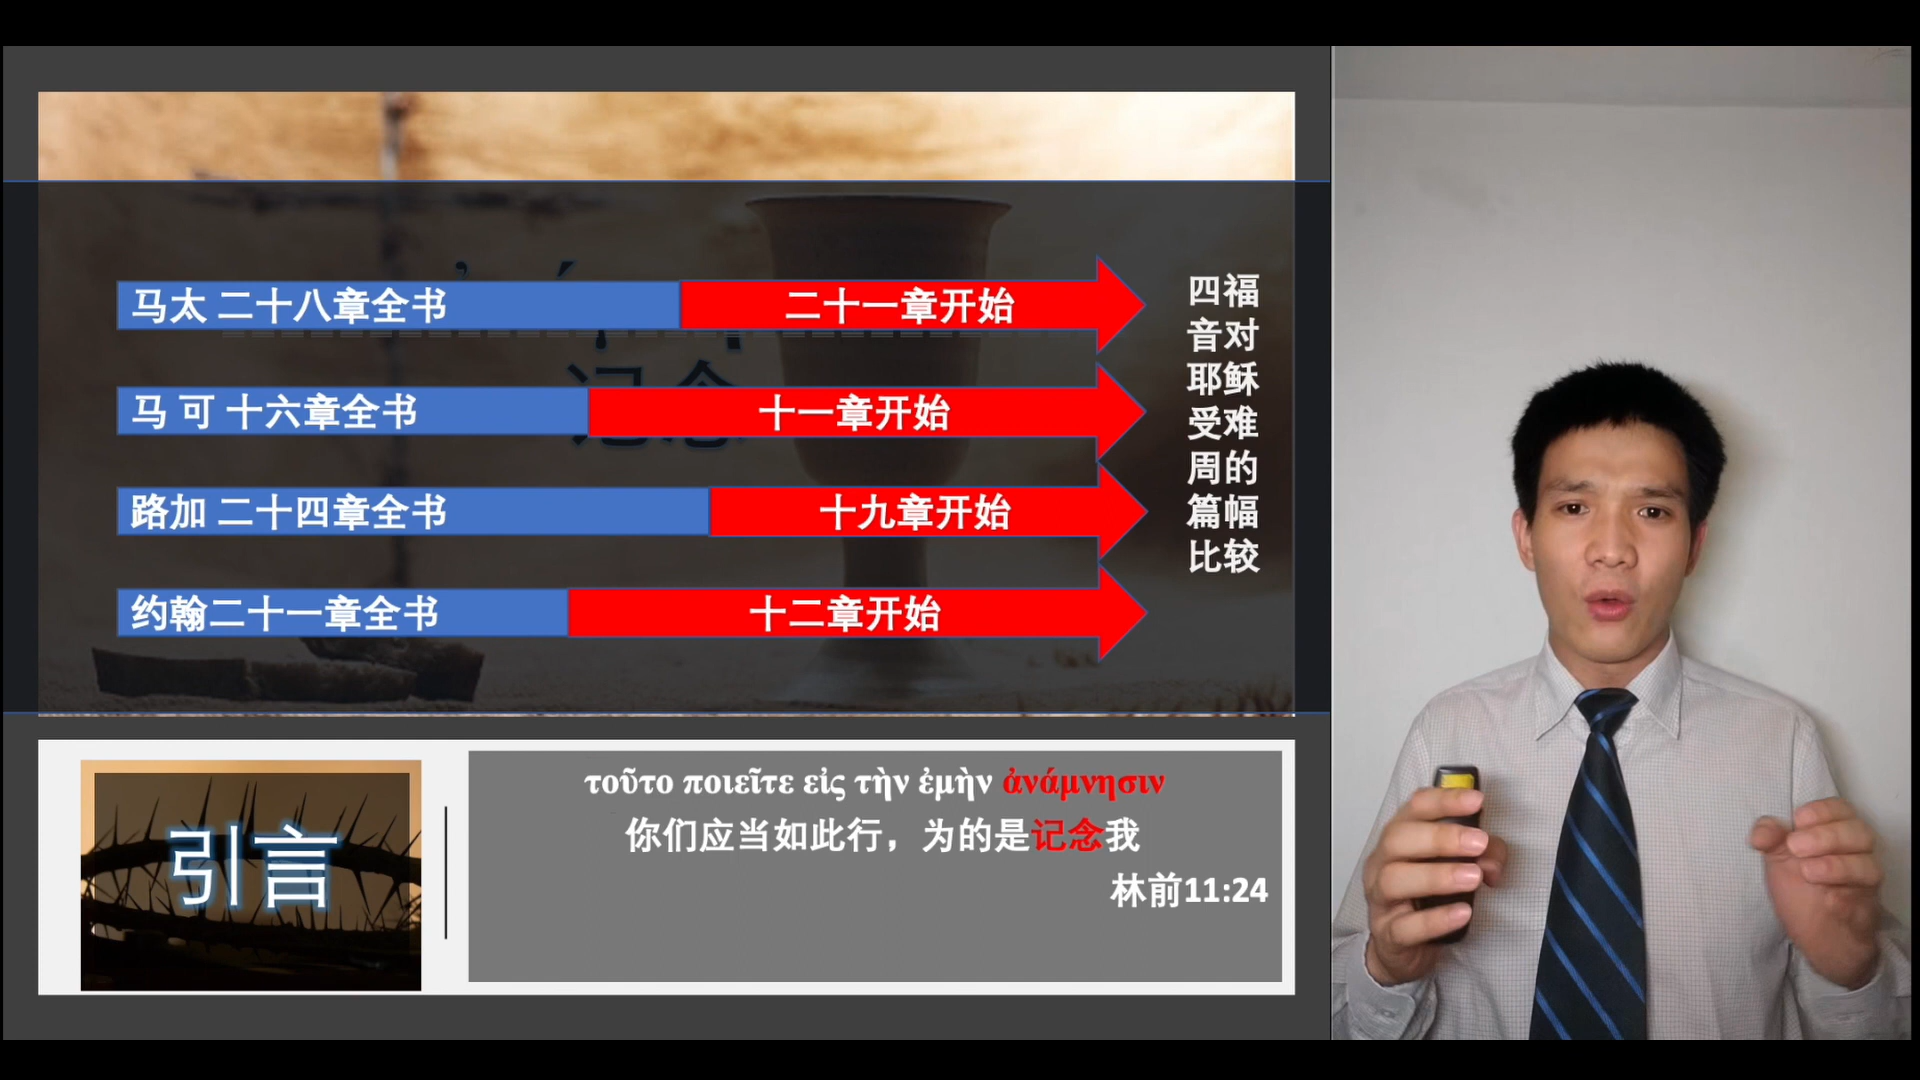 马太 二十八章全书 二十一章开始
马 可 十六章全书 十一章开始
路加 二十四章全书 十九章开始
约翰二十一章全书 十二章开始
四福
音对
耶稣
受难
周的
篇幅
比较
记念
引言
τοῦτο ποιεῖτε εἰς τὴν ἐμὴν ἀνάμνησιν
你们应当如此行，为的是记念我
林前11:24